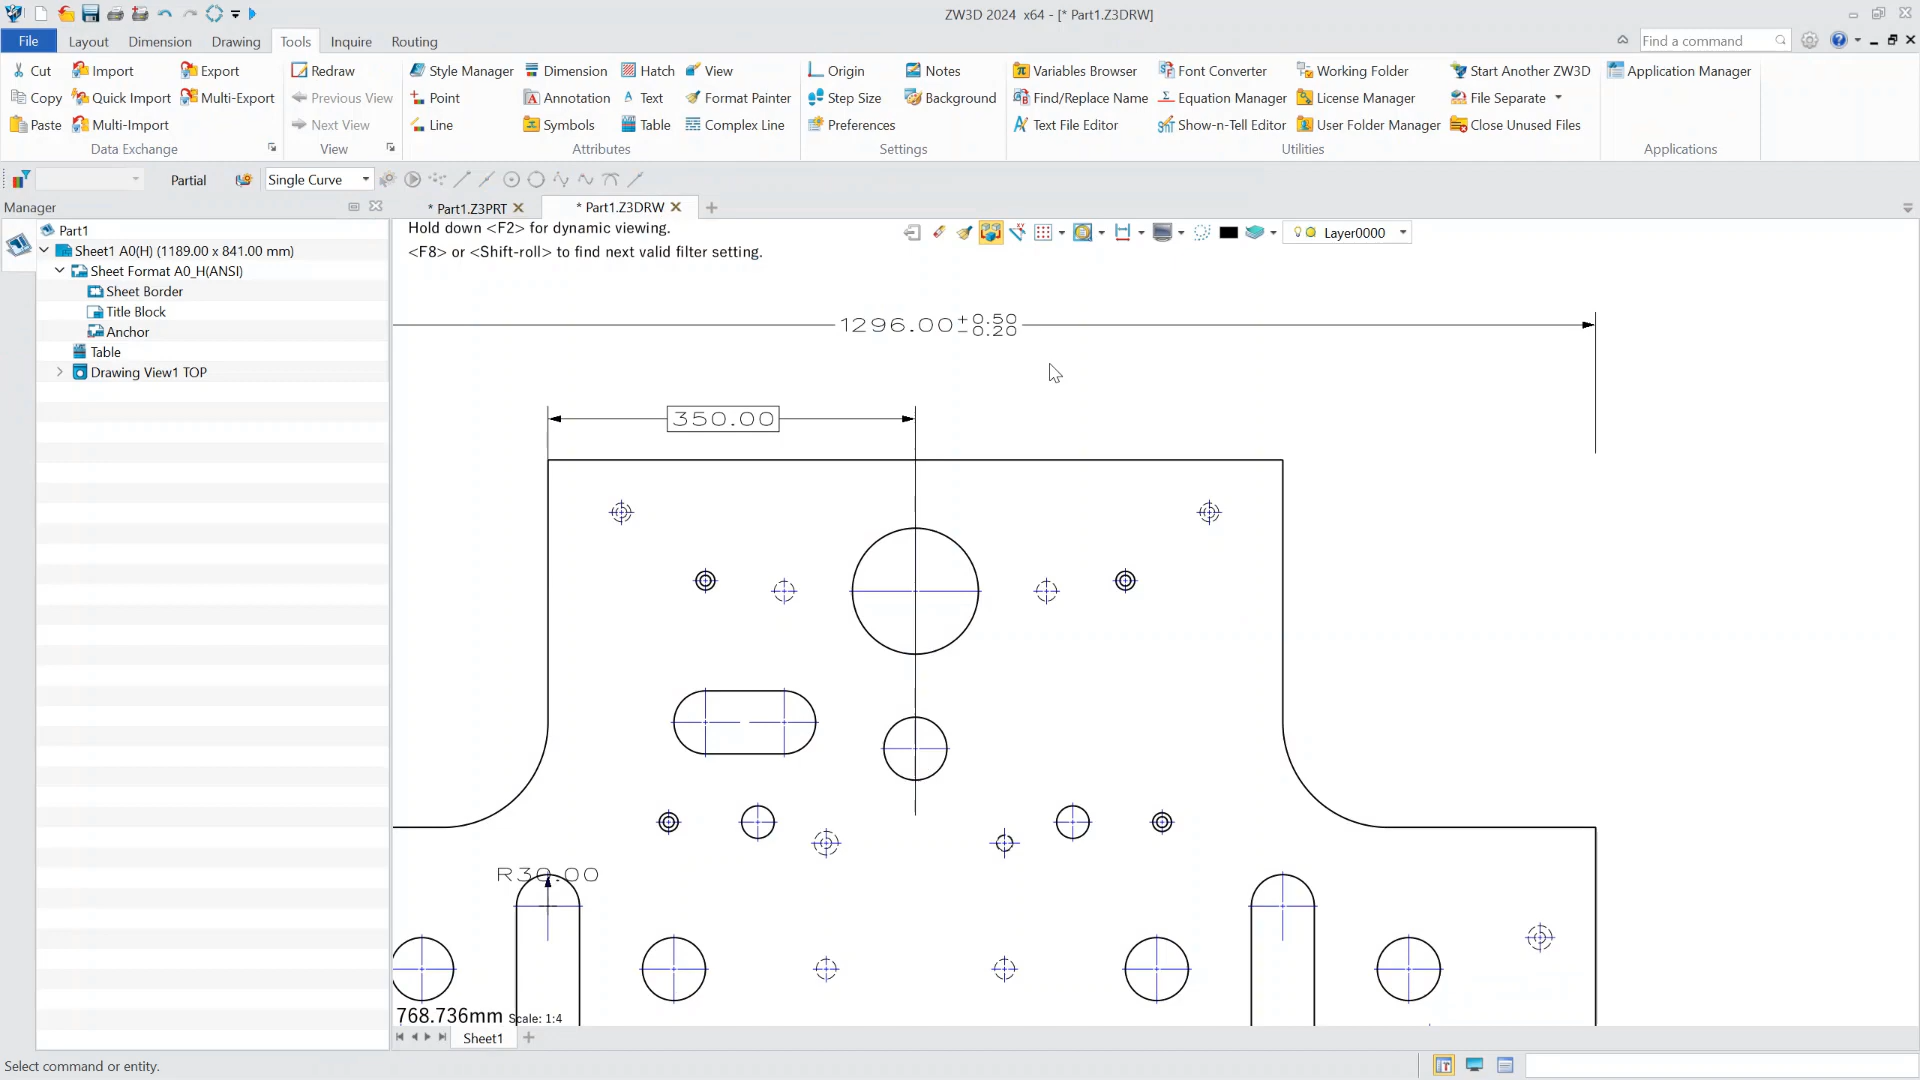 ZW3D 2024 x64 - [* Part1.Z3DRW]
File Layout Dimension Drawing Tools Inquire Routing Find a command
Cut Import Export Redraw Style Manager Dimension Hatch View Origin Notes Variables Browser Font Converter Working Folder Start Another ZW3D Application Manager
Copy Quick Import Multi-Export Previous View Point Annotation Text Format Painter Step Size Background Find/Replace Name Equation Manager License Manager File Separate
Paste Multi-Import Next View Line Symbols Table Complex Line Preferences Text File Editor Show-n-Tell Editor User Folder Manager Close Unused Files
Data Exchange View Attributes Settings Utilities Applications
Partial Single Curve
Manager * Part1.Z3PRT * Part1.Z3DRW
Part1
Sheet1 A0(H) (1189.00 x 841.00 mm)
Sheet Format A0_H(ANSI)
Sheet Border
Title Block
Anchor
Table
Drawing View1 TOP
Hold down <F2> for dynamic viewing.
<F8> or <Shift-roll> to find next valid filter setting.
Layer0000
1296.00 +0.50
-0.20
350.00
R30.00
768.736mm Scale: 1:4
Sheet1
Select command or entity.